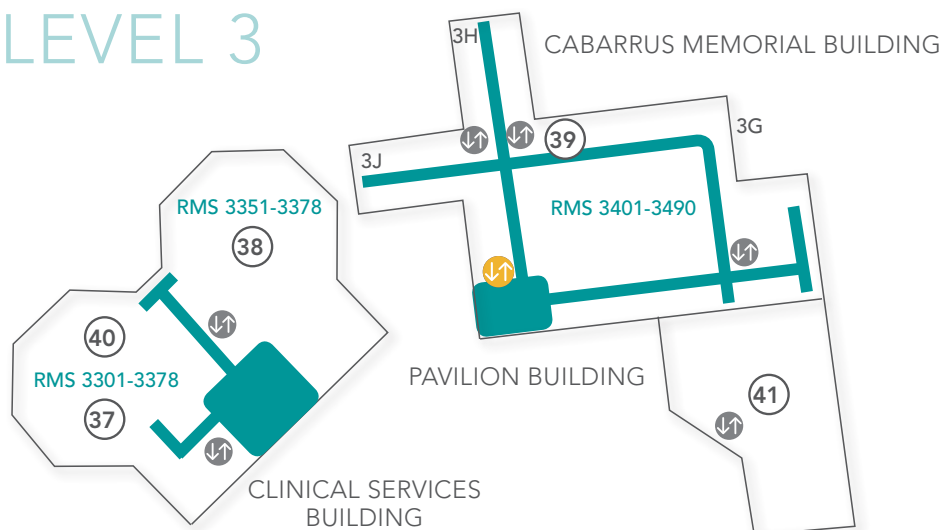 LEVEL 3
3H
CABARRUS MEMORIAL BUILDING
39
3G
3J
RMS 3351-3378
RMS 3401-3490
38
40
RMS 3301-3378
PAVILION BUILDING
41
37
CLINICAL SERVICES
BUILDING